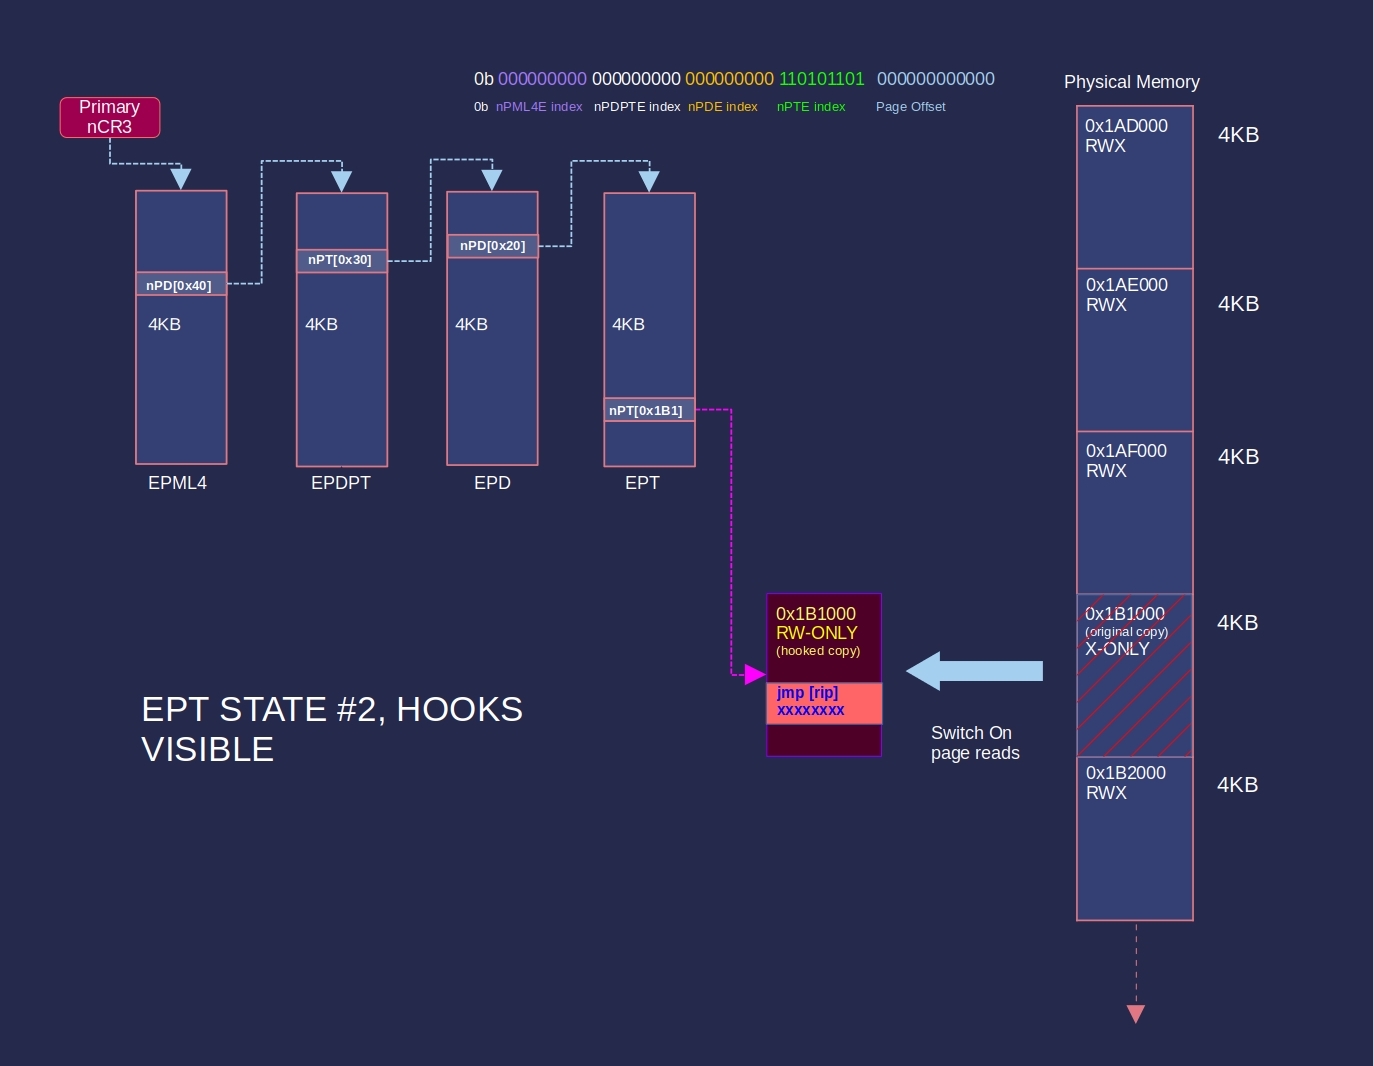 0b 000000000 000000000 000000000 110101101 000000000000
0b nPML4E index nPDPTE index nPDE index nPTE index Page Offset
Primary
nCR3
nPD[0x40]
4KB
EPML4
nPT[0x30]
4KB
EPDPT
nPD[0x20]
4KB
EPD
4KB
nPT[0x1B1]
EPT
Physical Memory
0x1AD000
RWX
4KB
0x1AE000
RWX
4KB
0x1AF000
RWX
4KB
0x1B1000
(original copy)
X-ONLY
4KB
0x1B2000
RWX
4KB
0x1B1000
RW-ONLY
(hooked copy)
jmp [rip]
xxxxxxxx
Switch On
page reads
EPT STATE #2, HOOKS
VISIBLE